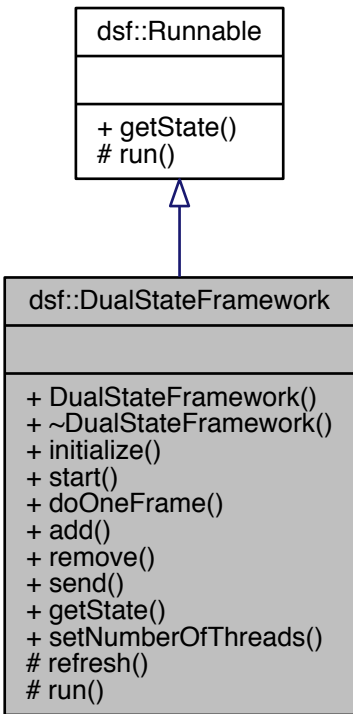 dsf::Runnable
+ getState()
# run()
dsf::DualStateFramework
+ DualStateFramework()
+ ~DualStateFramework()
+ initialize()
+ start()
+ doOneFrame()
+ add()
+ remove()
+ send()
+ getState()
+ setNumberOfThreads()
# refresh()
# run()